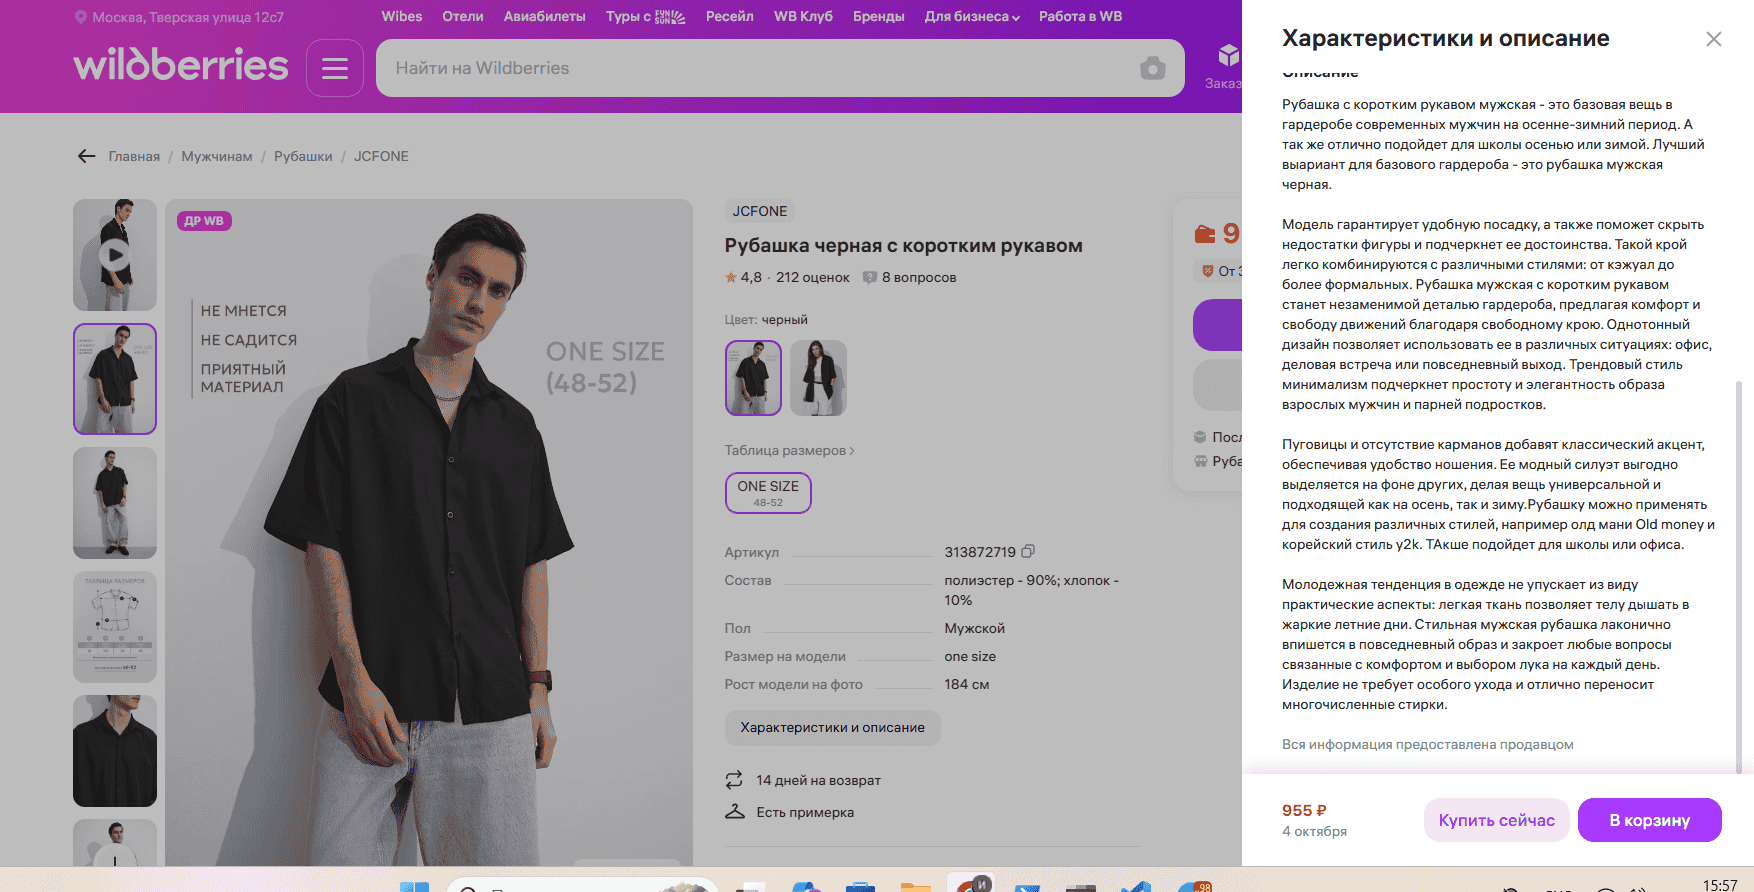 Москва, Тверская улица 12с7
Wibes Отели Авиабилеты Туры с FUN&SUN Ресейл WB Клуб Бренды Для бизнеса Работа в WB
wildberries
Найти на Wildberries
Заказ
Главная / Мужчинам / Рубашки / JCFONE
ДР WB
НЕ МНЕТСЯ
НЕ САДИТСЯ
ПРИЯТНЫЙ
МАТЕРИАЛ
ONE SIZE
(48-52)
ТАБЛИЦА РАЗМЕРОВ
JCFONE
Рубашка черная с коротким рукавом
4,8 · 212 оценок 8 вопросов
Цвет: черный
Таблица размеров
ONE SIZE
48-52
Артикул 313872719
Состав полиэстер - 90%; хлопок -
10%
Пол Мужской
Размер на модели one size
Рост модели на фото 184 см
Характеристики и описание
14 дней на возврат
Есть примерка
9
От 3
Посл
Руба
Характеристики и описание
Описание
Рубашка с коротким рукавом мужская - это базовая вещь в
гардеробе современных мужчин на осенне-зимний период. А
так же отлично подойдет для школы осенью или зимой. Лучший
выариант для базового гардероба - это рубашка мужская
черная.
Модель гарантирует удобную посадку, а также поможет скрыть
недостатки фигуры и подчеркнет ее достоинства. Такой крой
легко комбинируются с различными стилями: от кэжуал до
более формальных. Рубашка мужская с коротким рукавом
станет незаменимой деталью гардероба, предлагая комфорт и
свободу движений благодаря свободному крою. Однотонный
дизайн позволяет использовать ее в различных ситуациях: офис,
деловая встреча или повседневный выход. Трендовый стиль
минимализм подчеркнет простоту и элегантность образа
взрослых мужчин и парней подростков.
Пуговицы и отсутствие карманов добавят классический акцент,
обеспечивая удобство ношения. Ее модный силуэт выгодно
выделяется на фоне других, делая вещь универсальной и
подходящей как на осень, так и зиму.Рубашку можно применять
для создания различных стилей, например олд мани Old money и
корейский стиль y2k. ТАкше подойдет для школы или офиса.
Молодежная тенденция в одежде не упускает из виду
практические аспекты: легкая ткань позволяет телу дышать в
жаркие летние дни. Стильная мужская рубашка лаконично
впишется в повседневный образ и закроет любые вопросы
связанные с комфортом и выбором лука на каждый день.
Изделие не требует особого ухода и отлично переносит
многочисленные стирки.
Вся информация предоставлена продавцом
955 ₽
4 октября
Купить сейчас
В корзину
98
15:57